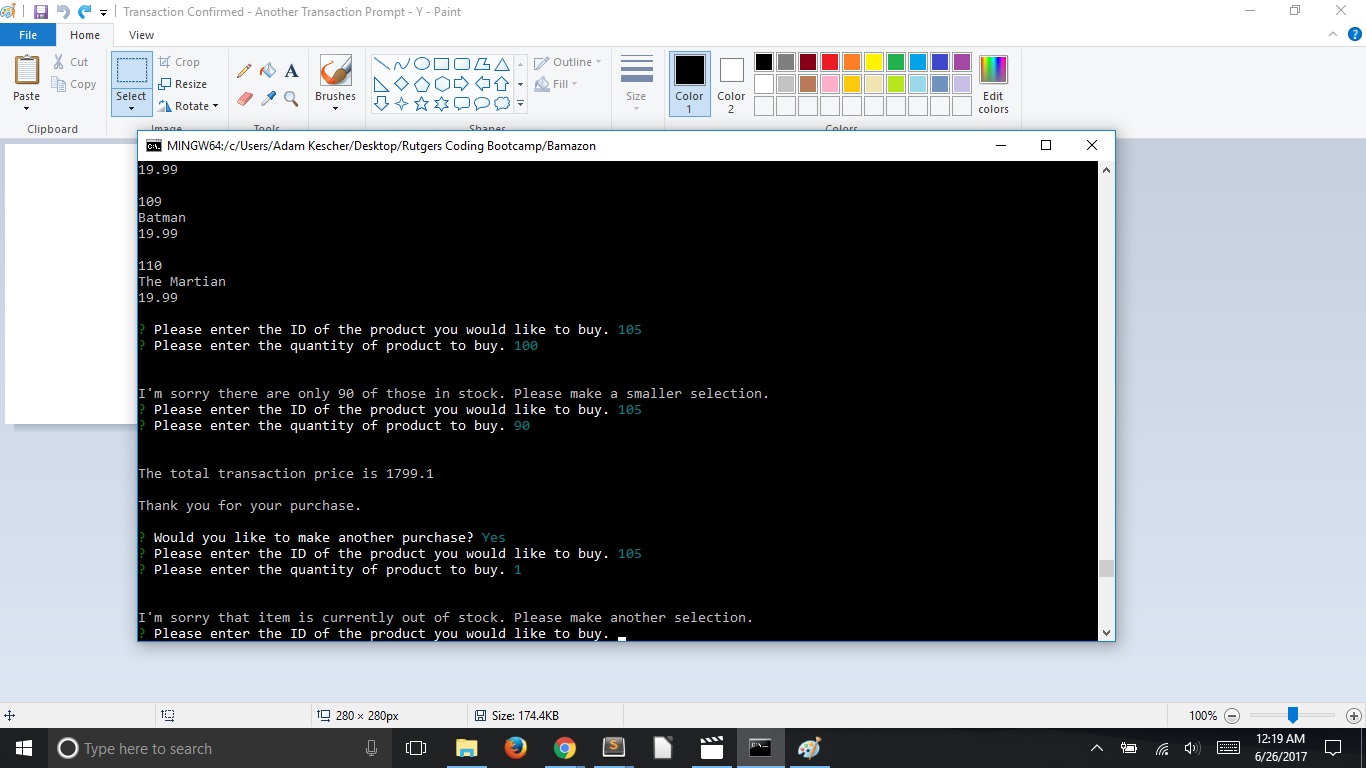 Transaction Confirmed - Another Transaction Prompt - Y - Paint
File Home View
Paste
Cut
Copy
Clipboard
Select
Crop
Resize
Rotate
Image
A
Tools
Brushes
Shapes
Outline
Fill
Size
Color 1
Color 2
Edit colors
Colors
MINGW64:/c/Users/Adam Kescher/Desktop/Rutgers Coding Bootcamp/Bamazon
19.99
109
Batman
19.99
110
The Martian
19.99
? Please enter the ID of the product you would like to buy. 105
? Please enter the quantity of product to buy. 100
I'm sorry there are only 90 of those in stock. Please make a smaller selection.
? Please enter the ID of the product you would like to buy. 105
? Please enter the quantity of product to buy. 90
The total transaction price is 1799.1
Thank you for your purchase.
? Would you like to make another purchase? Yes
? Please enter the ID of the product you would like to buy. 105
? Please enter the quantity of product to buy. 1
I'm sorry that item is currently out of stock. Please make another selection.
? Please enter the ID of the product you would like to buy.
280 × 280px
Size: 174.4KB
100%
Type here to search
12:19 AM
6/26/2017